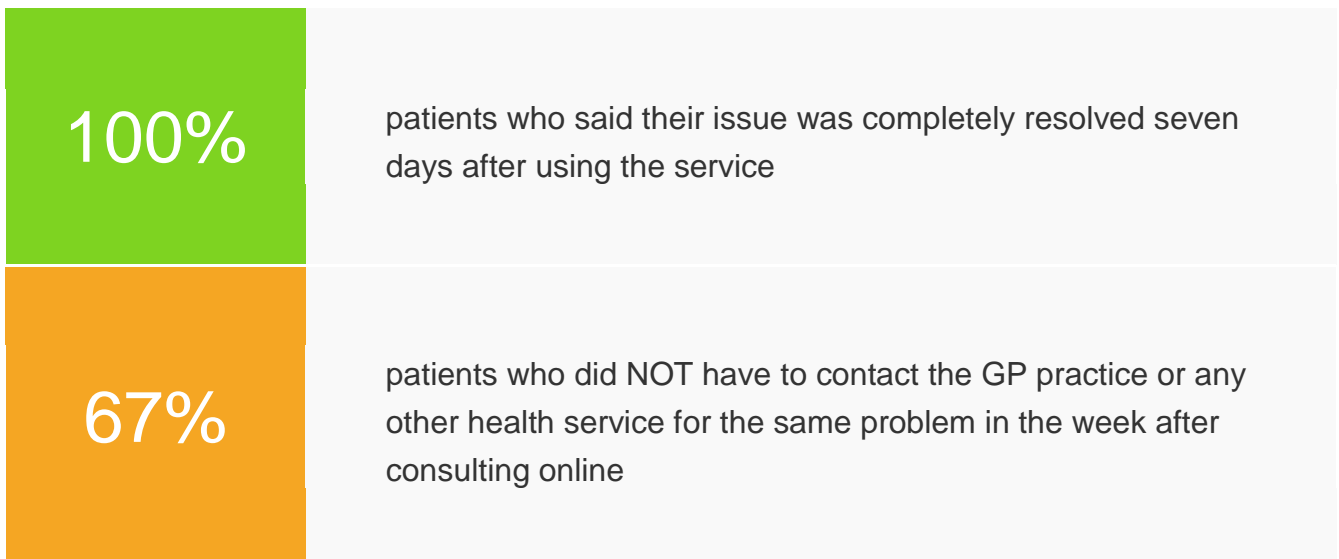 100%
patients who said their issue was completely resolved seven
days after using the service
67%
patients who did NOT have to contact the GP practice or any
other health service for the same problem in the week after
consulting online